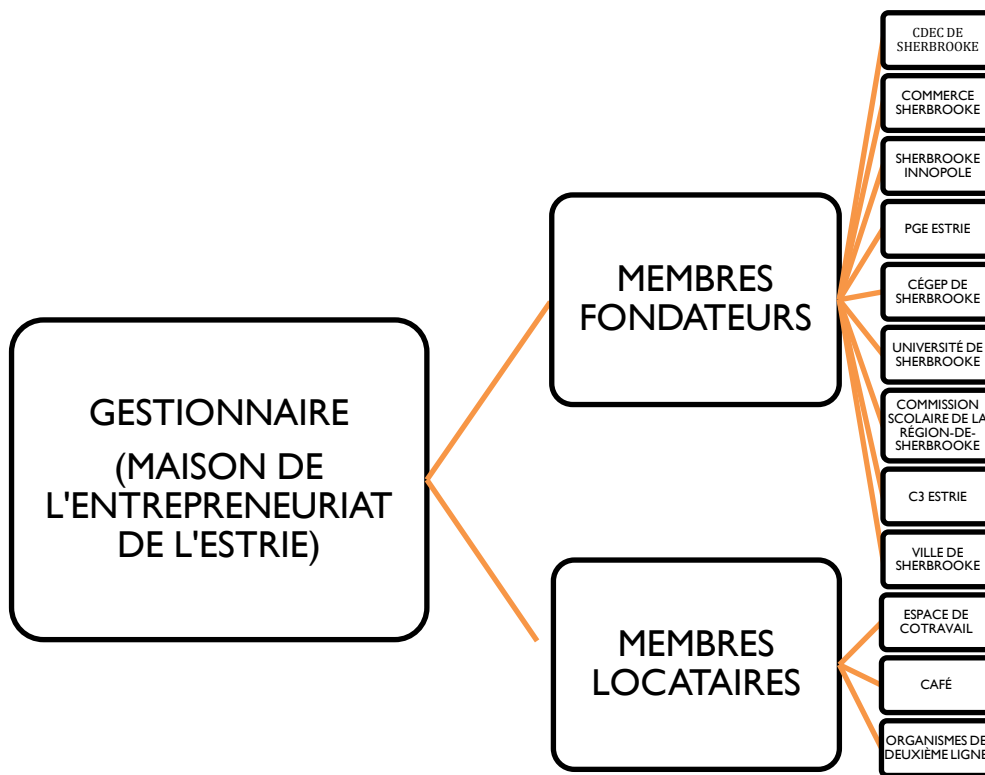 GESTIONNAIRE
(MAISON DE
L'ENTREPRENEURIAT
DE L'ESTRIE)
MEMBRES
FONDATEURS
CDEC DE
SHERBROOKE
COMMERCE
SHERBROOKE
SHERBROOKE
INNOPOLE
PGE ESTRIE
CÉGEP DE
SHERBROOKE
UNIVERSITÉ DE
SHERBROOKE
COMMISSION
SCOLAIRE DE LA
RÉGION-DE-
SHERBROOKE
C3 ESTRIE
VILLE DE
SHERBROOKE
MEMBRES
LOCATAIRES
ESPACE DE
COTRAVAIL
CAFÉ
ORGANISMES DE
DEUXIÈME LIGNE